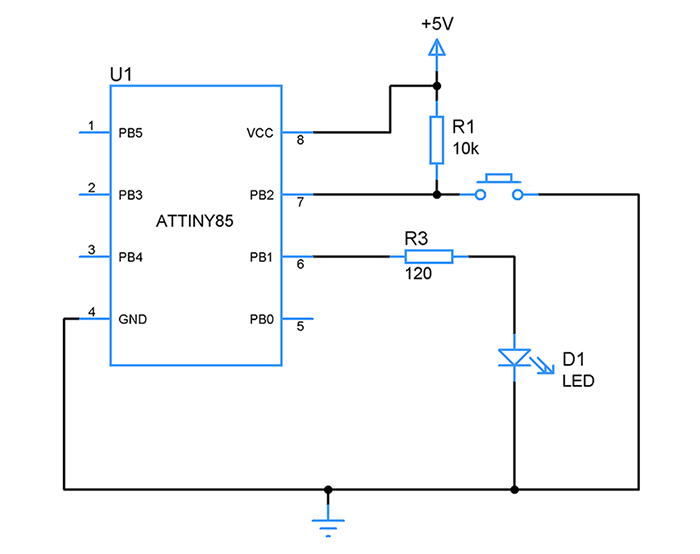 +5V
U1
R1
10k
1 PB5 VCC 8
2 PB3 PB2 7
ATTINY85
3 PB4 PB1 6
R3
120
4 GND PB0 5
D1
LED